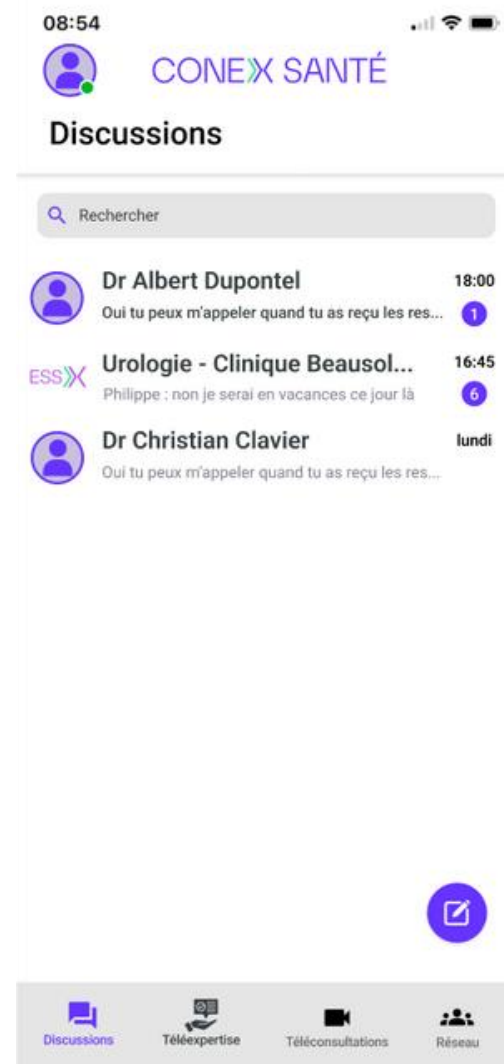 08:54
CONEX SANTÉ
Discussions
Rechercher
Dr Albert Dupontel 18:00
Oui tu peux m'appeler quand tu as reçu les res... 1
ESSX Urologie - Clinique Beausol... 16:45
Philippe : non je serai en vacances ce jour là 6
Dr Christian Clavier lundi
Oui tu peux m'appeler quand tu as reçu les res...
Discussions Téléexpertise Téléconsultations Réseau